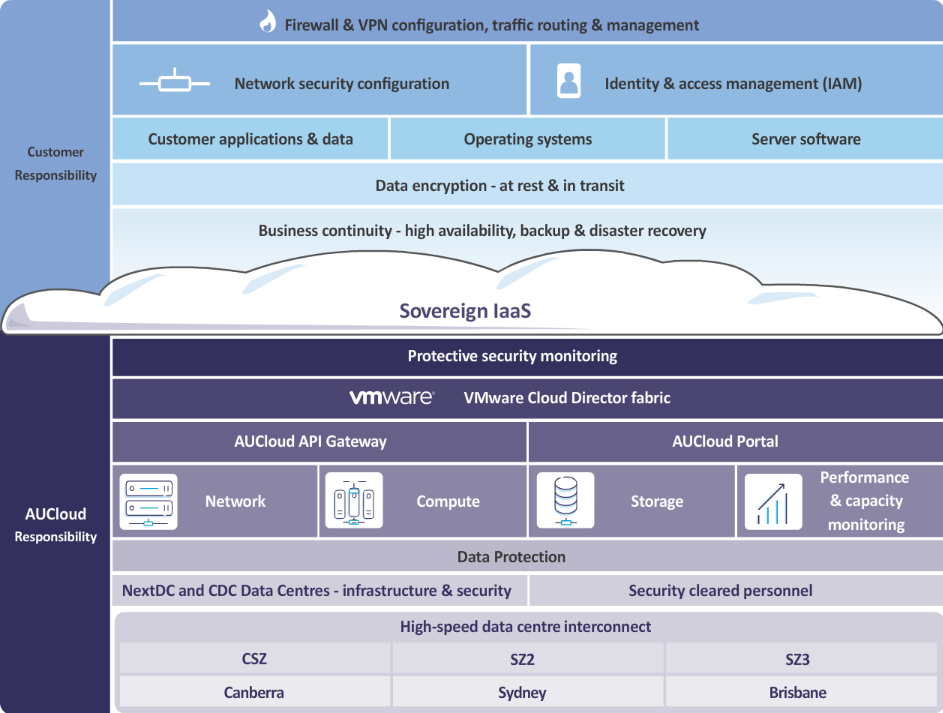 Firewall & VPN configuration, traffic routing & management
Network security configuration
Identity & access management (IAM)
Customer applications & data
Operating systems
Server software
Customer
Responsibility
Data encryption - at rest & in transit
Business continuity - high availability, backup & disaster recovery
Sovereign IaaS
Protective security monitoring
vmware®
VMware Cloud Director fabric
AUCloud API Gateway
AUCloud Portal
Network
Compute
Storage
Performance
& capacity
monitoring
AUCloud
Responsibility
Data Protection
NextDC and CDC Data Centres - infrastructure & security
Security cleared personnel
High-speed data centre interconnect
CSZ
SZ2
SZ3
Canberra
Sydney
Brisbane